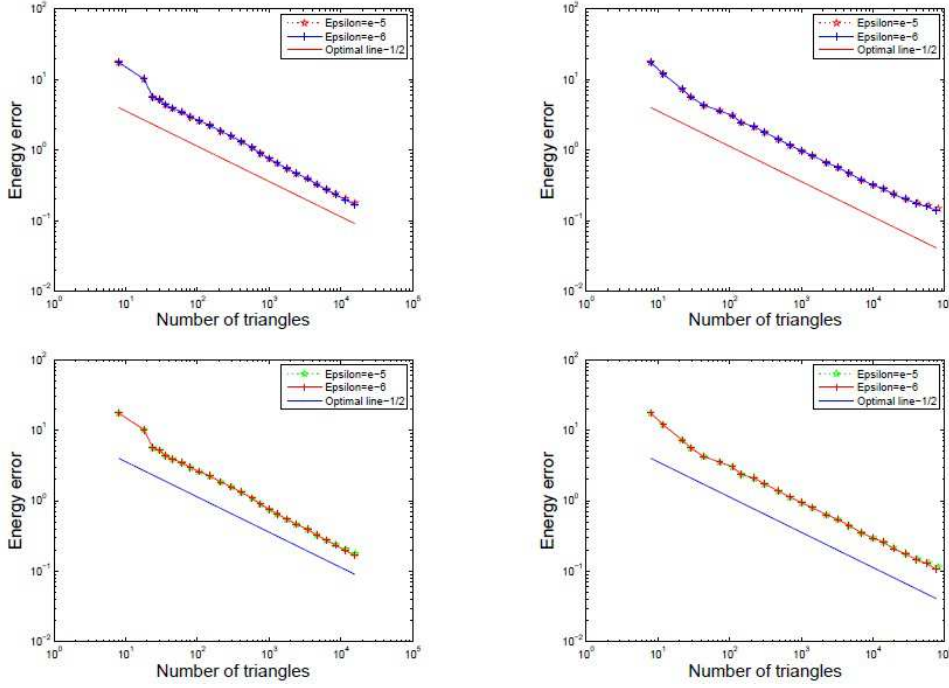 10²
10¹
10⁰
10⁻¹
10⁻²
Energy error
Epsilon=e−5
Epsilon=e−6
Optimal line−1/2
10⁰ 10¹ 10² 10³ 10⁴ 10⁵
Number of triangles
10²
10¹
10⁰
10⁻¹
10⁻²
Energy error
Epsilon=e−5
Epsilon=e−6
Optimal line−1/2
10⁰ 10¹ 10² 10³ 10⁴ 10
Number of triangles
10²
10¹
10⁰
10⁻¹
10⁻²
Energy error
Epsilon=e−5
Epsilon=e−6
Optimal line−1/2
10⁰ 10¹ 10² 10³ 10⁴ 10⁵
Number of triangles
10²
10¹
10⁰
10⁻¹
10⁻²
Energy error
Epsilon=e−5
Epsilon=e−6
Optimal line−1/2
10⁰ 10¹ 10² 10³ 10⁴ 10
Number of triangles